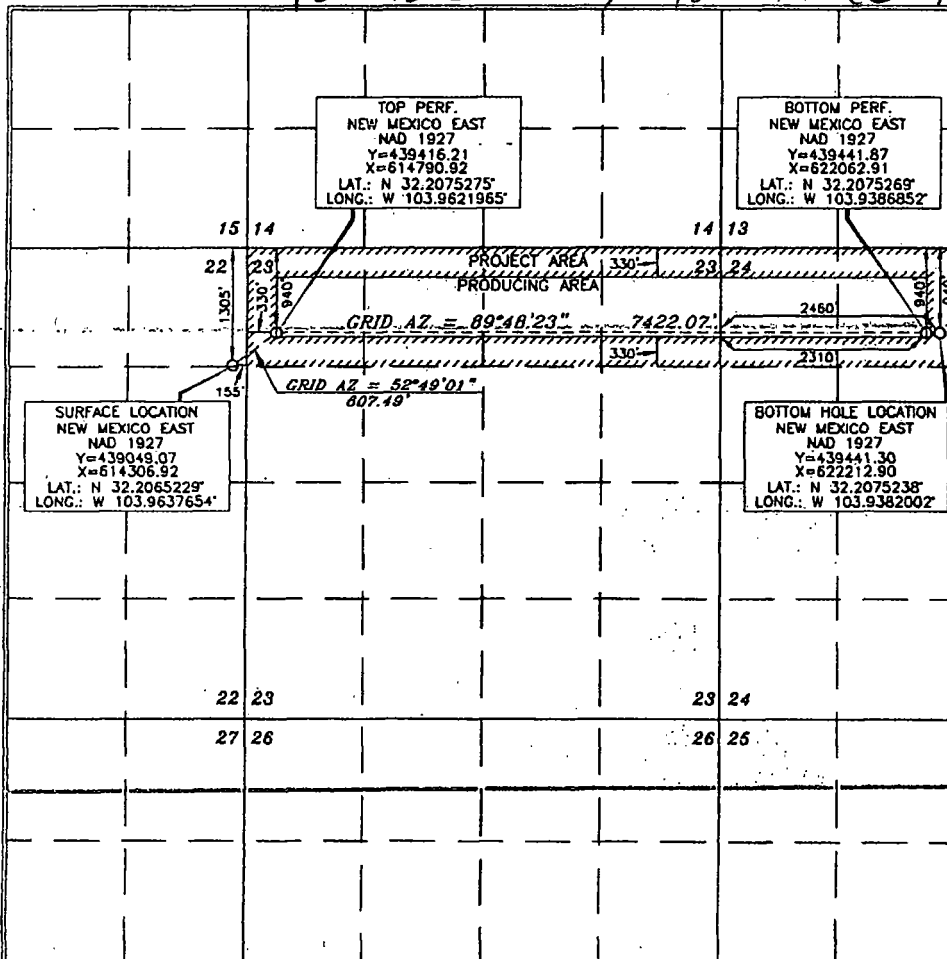 TOP PERF.
NEW MEXICO EAST
NAD 1927
Y=439416.21
X=614790.92
LAT.: N 32.2075275°
LONG.: W 103.9621965°
BOTTOM PERF.
NEW MEXICO EAST
NAD 1927
Y=439441.87
X=622062.91
LAT.: N 32.2075269°
LONG.: W 103.9386852°
15 14
14 13
22 23
23 24
PROJECT AREA
330'
PRODUCING AREA
1305'
330'
940'
940'
GRID AZ = 89°48'23"
7422.07'
2460'
2310'
330'
155'
GRID AZ = 52°49'01"
607.49'
SURFACE LOCATION
NEW MEXICO EAST
NAD 1927
Y=439049.07
X=614306.92
LAT.: N 32.2065229°
LONG.: W 103.9637654°
BOTTOM HOLE LOCATION
NEW MEXICO EAST
NAD 1927
Y=439441.30
X=622212.90
LAT.: N 32.2075238°
LONG.: W 103.9382002°
22 23
23 24
27 26
26 25